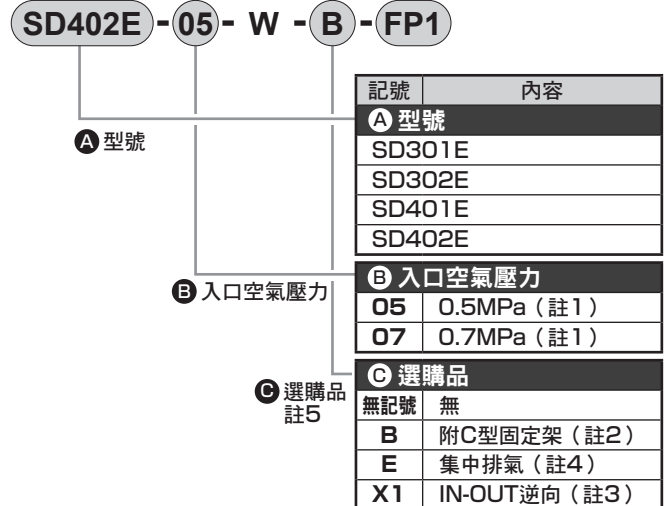 SD402E-05-W-B-FP1
記號 內容
A 型號
SD301E
SD302E
SD401E
SD402E
A 型號
B 入口空氣壓力
05 0.5MPa（註1）
07 0.7MPa（註1）
B 入口空氣壓力
C 選購品
無記號 無
B 附C型固定架（註2）
E 集中排氣（註4）
X1 IN-OUT逆向（註3）
C 選購品
註5